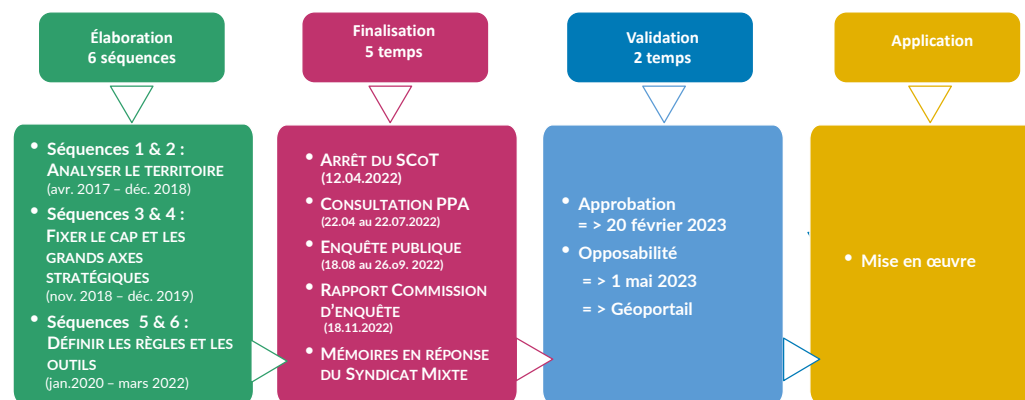 Élaboration
6 séquences
• Séquences 1 & 2 :
ANALYSER LE TERRITOIRE
(avr. 2017 – déc. 2018)
• Séquences 3 & 4 :
FIXER LE CAP ET LES
GRANDS AXES
STRATÉGIQUES
(nov. 2018 – déc. 2019)
• Séquences 5 & 6 :
DÉFINIR LES RÈGLES ET LES
OUTILS
(jan.2020 – mars 2022)
Finalisation
5 temps
• ARRÊT DU SCOT
(12.04.2022)
• CONSULTATION PPA
(22.04 au 22.07.2022)
• ENQUÊTE PUBLIQUE
(18.08 au 26.o9. 2022)
• RAPPORT COMMISSION
D'ENQUÊTE
(18.11.2022)
• MÉMOIRES EN RÉPONSE
DU SYNDICAT MIXTE
Validation
2 temps
• Approbation
= > 20 février 2023
• Opposabilité
= > 1 mai 2023
= > Géoportail
Application
• Mise en œuvre